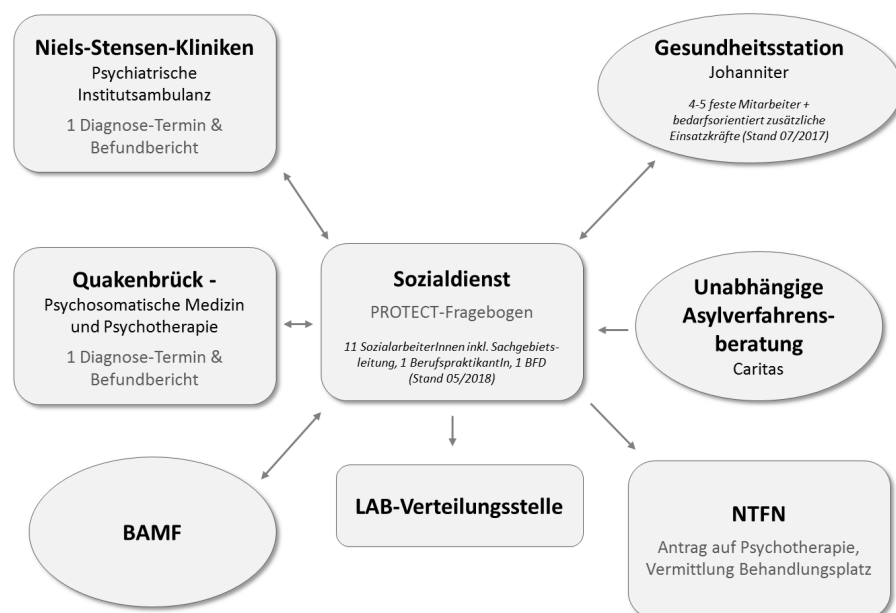 Niels-Stensen-Kliniken
Psychiatrische
Institutsambulanz
1 Diagnose-Termin &
Befundbericht
Gesundheitsstation
Johanniter
4-5 feste Mitarbeiter +
bedarfsorientiert zusätzliche
Einsatzkräfte (Stand 07/2017)
Quakenbrück -
Psychosomatische Medizin
und Psychotherapie
1 Diagnose-Termin &
Befundbericht
Sozialdienst
PROTECT-Fragebogen
11 SozialarbeiterInnen inkl. Sachgebiets-
leitung, 1 BerufspraktikantIn, 1 BFD
(Stand 05/2018)
Unabhängige
Asylverfahrens-
beratung
Caritas
BAMF
LAB-Verteilungsstelle
NTFN
Antrag auf Psychotherapie,
Vermittlung Behandlungsplatz